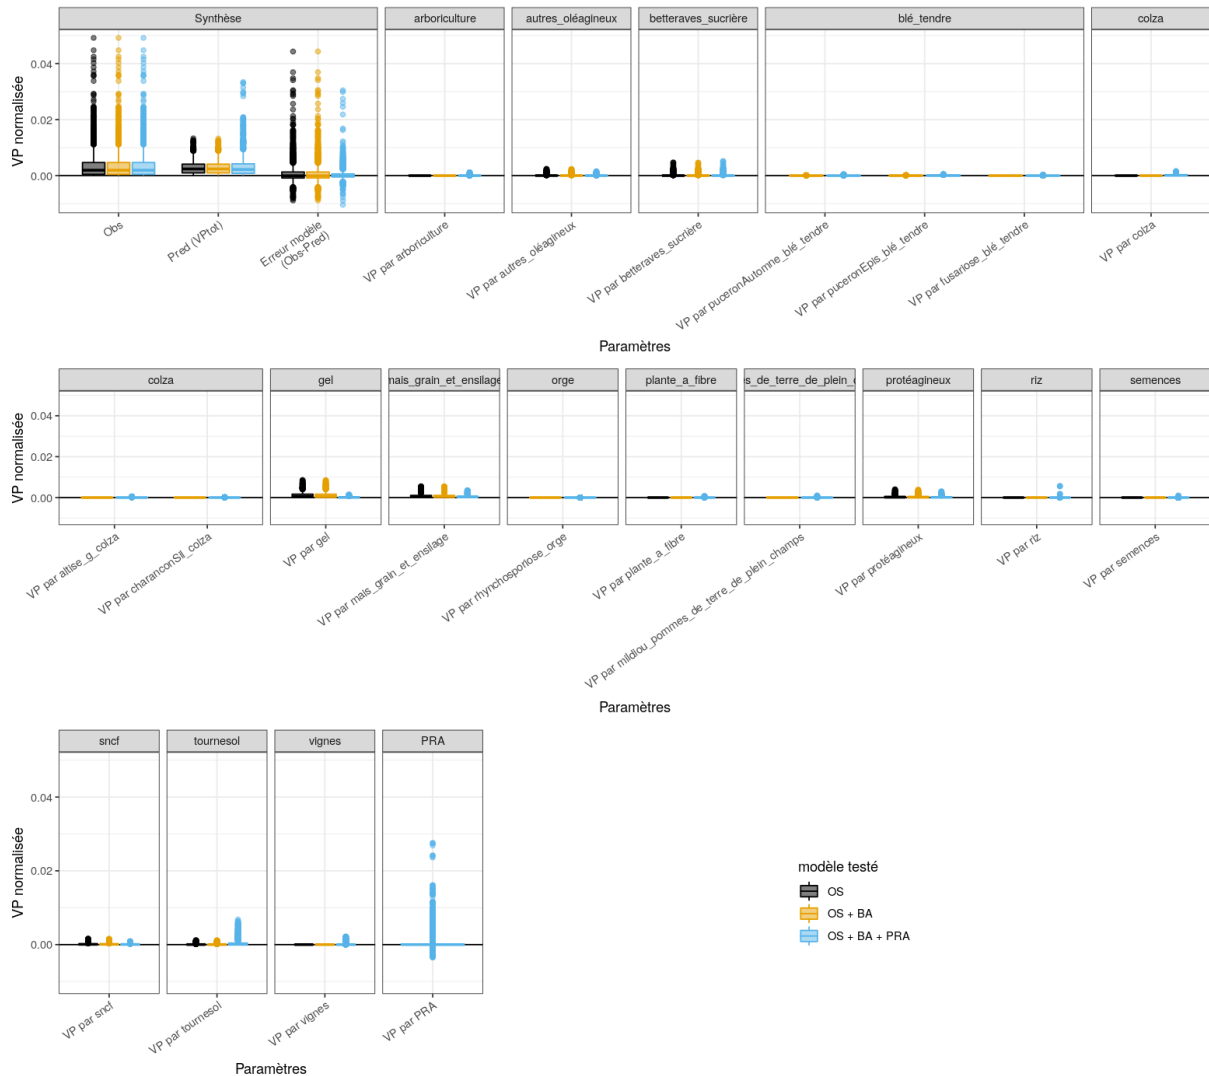 Synthèse
arboriculture
autres_oléagineux
betteraves_sucrière
blé_tendre
colza
VP normalisée
0.04
0.02
0.00
Obs
Pred (VPtot)
Erreur modèle
(Obs-Pred)
VP par arboriculture
VP par autres_oléagineux
VP par betteraves_sucrière
VP par puceronAutomne_blé_tendre
VP par puceronEpis_blé_tendre
VP par fusariose_blé_tendre
VP par colza
Paramètres
colza
gel
mais_grain_et_ensilage
orge
plante_a_fibre
es_de_terre_de_plein_c
protéagineux
riz
semences
VP normalisée
0.04
0.02
0.00
VP par altise_g_colza
VP par charanconSil_colza
VP par gel
VP par mais_grain_et_ensilage
VP par rhynchosporiose_orge
VP par plante_a_fibre
VP par mildiou_pommes_de_terre_de_plein_champs
VP par protéagineux
VP par riz
VP par semences
Paramètres
sncf
tournesol
vignes
PRA
VP normalisée
0.04
0.02
0.00
VP par sncf
VP par tournesol
VP par vignes
VP par PRA
Paramètres
modèle testé
OS
OS + BA
OS + BA + PRA